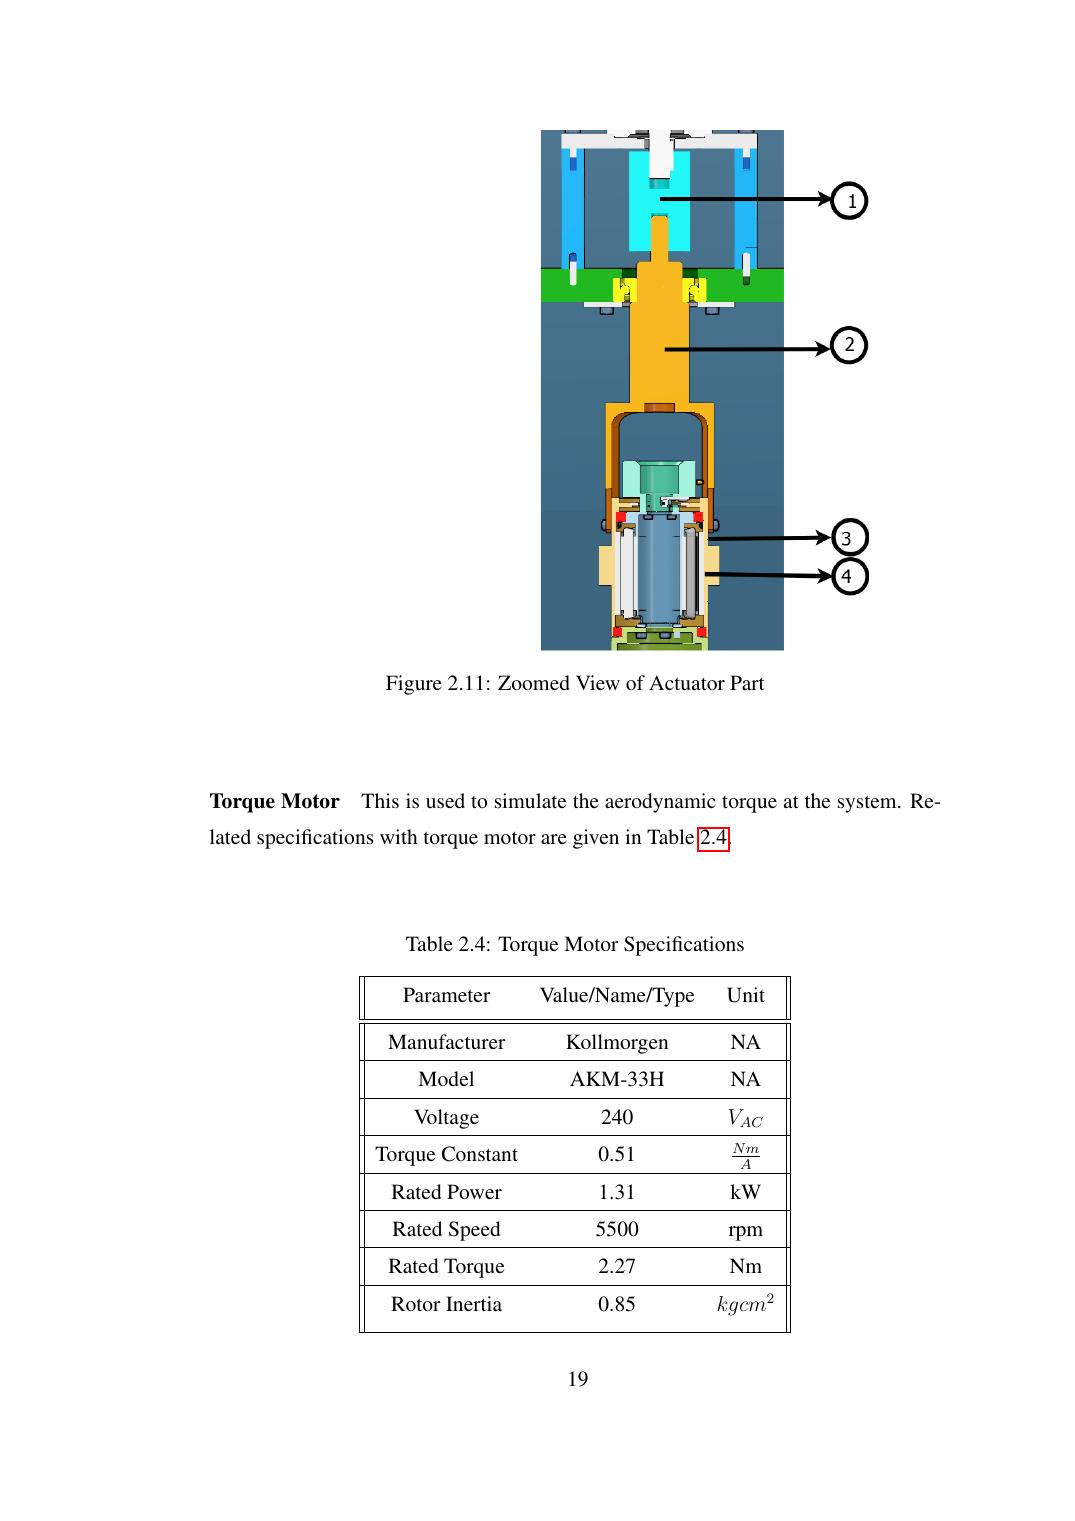 1
2
3
4
Figure 2.11: Zoomed View of Actuator Part
Torque Motor This is used to simulate the aerodynamic torque at the system. Re-
lated specifications with torque motor are given in Table 2.4.
Table 2.4: Torque Motor Specifications
Parameter Value/Name/Type Unit
Manufacturer Kollmorgen NA
Model AKM-33H NA
Voltage 240 V_AC
Torque Constant 0.51 Nm/A
Rated Power 1.31 kW
Rated Speed 5500 rpm
Rated Torque 2.27 Nm
Rotor Inertia 0.85 kgcm²
19